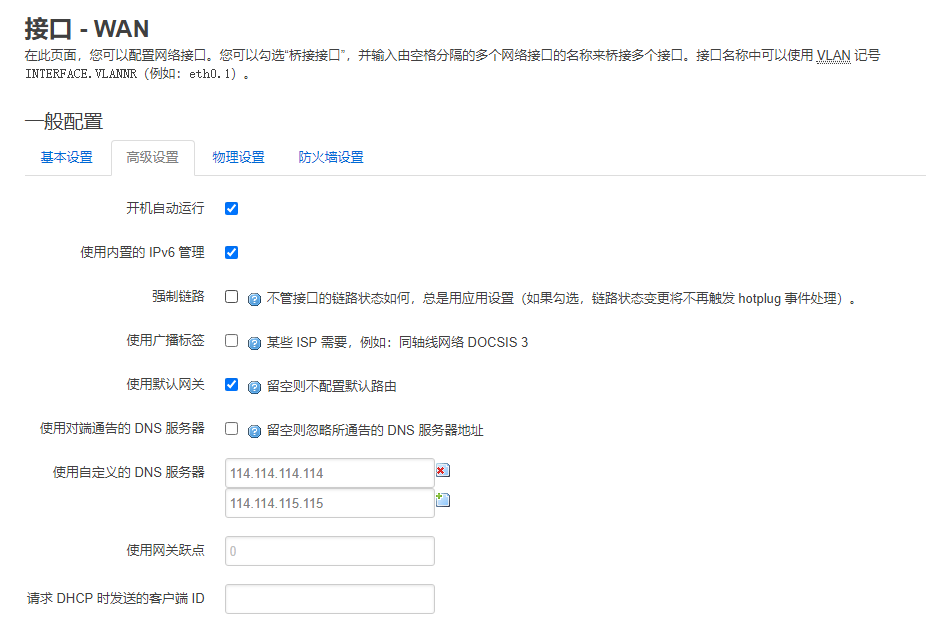 接口 - WAN
在此页面，您可以配置网络接口。您可以勾选“桥接接口”，并输入由空格分隔的多个网络接口的名称来桥接多个接口。接口名称中可以使用 VLAN 记号
INTERFACE.VLANNR（例如：eth0.1）。
一般配置
基本设置 高级设置 物理设置 防火墙设置
开机自动运行
使用内置的 IPv6 管理
强制链路 不管接口的链路状态如何，总是用应用设置（如果勾选，链路状态变更将不再触发 hotplug 事件处理）。
使用广播标签 某些 ISP 需要，例如：同轴线网络 DOCSIS 3
使用默认网关 留空则不配置默认路由
使用对端通告的 DNS 服务器 留空则忽略所通告的 DNS 服务器地址
使用自定义的 DNS 服务器 114.114.114.114
114.114.115.115
使用网关跃点 0
请求 DHCP 时发送的客户端 ID